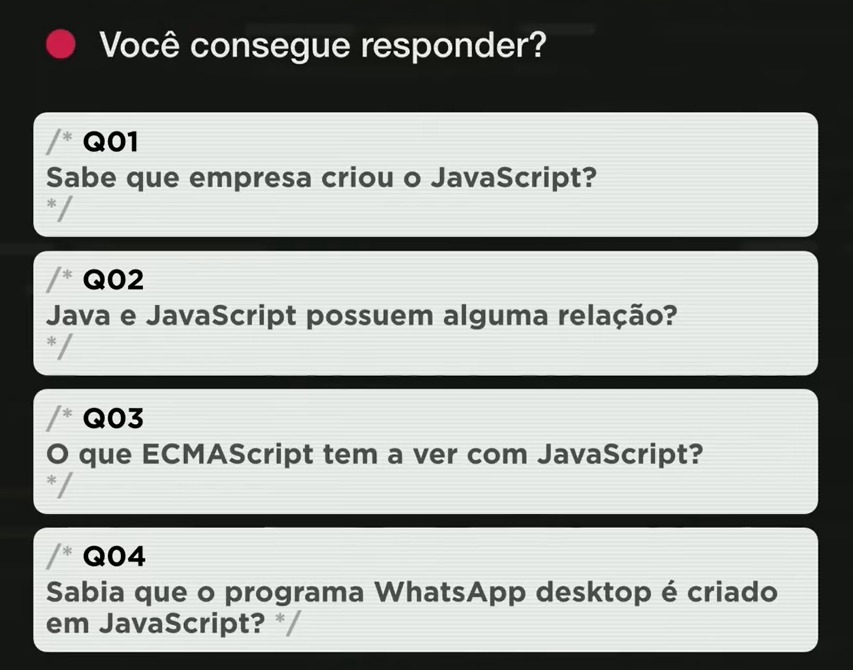 Você consegue responder?
/* Q01
Sabe que empresa criou o JavaScript?
*/
/* Q02
Java e JavaScript possuem alguma relação?
*/
/* Q03
O que ECMAScript tem a ver com JavaScript?
*/
/* Q04
Sabia que o programa WhatsApp desktop é criado
em JavaScript? */